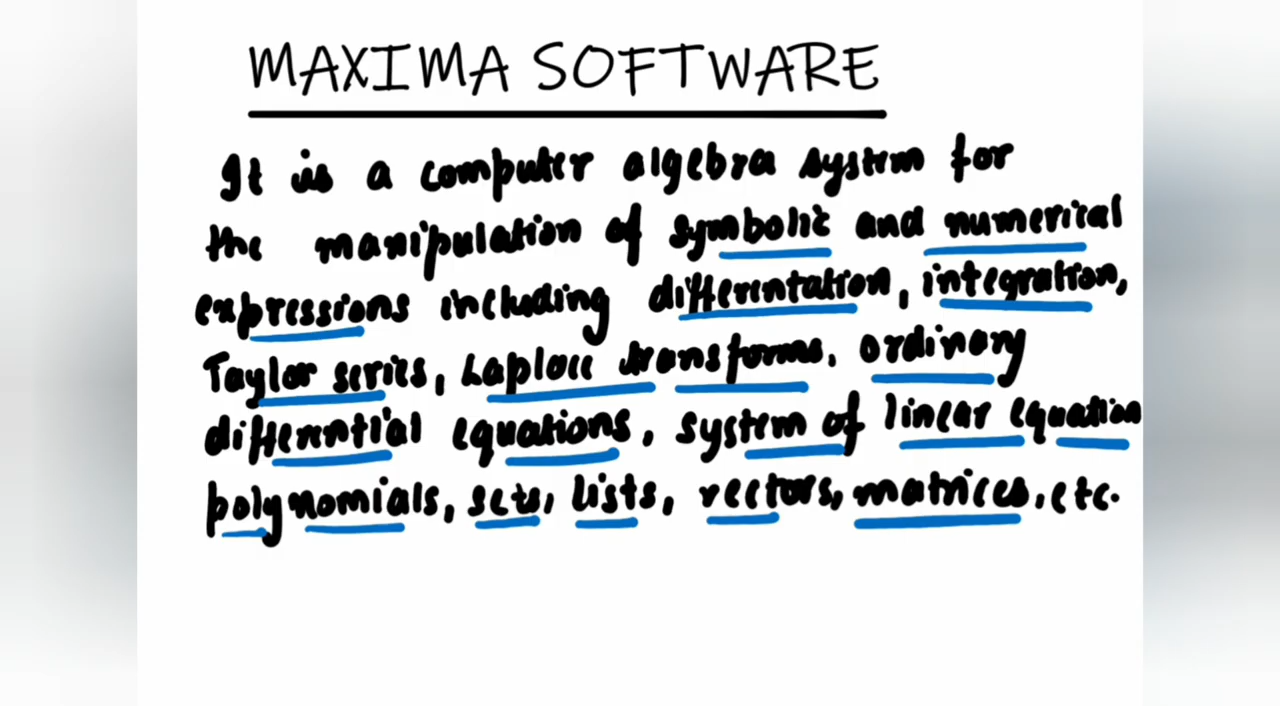 MAXIMA SOFTWARE
It is a computer algebra system for
the manipulation of symbolic and numerical
expressions including differentation, integration,
Taylor series, Laplace transforms, ordinary
differential equations, system of linear equation
polynomials, sets, lists, vectors, matrices, etc.